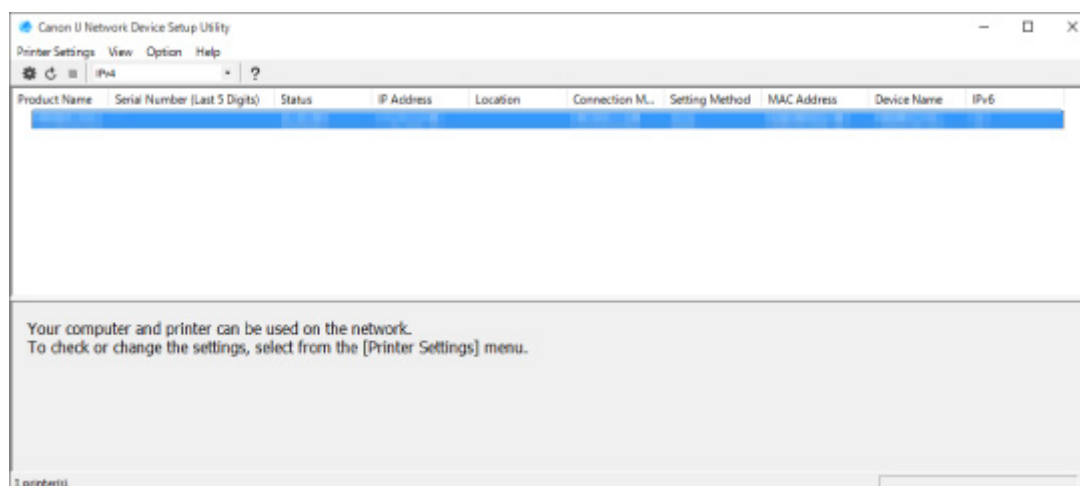 Canon IJ Network Device Setup Utility
Printer Settings View Option Help
IPv4 ?
Product Name Serial Number (Last 5 Digits) Status IP Address Location Connection M... Setting Method MAC Address Device Name IPv6
Your computer and printer can be used on the network.
To check or change the settings, select from the [Printer Settings] menu.
1 printer(s)